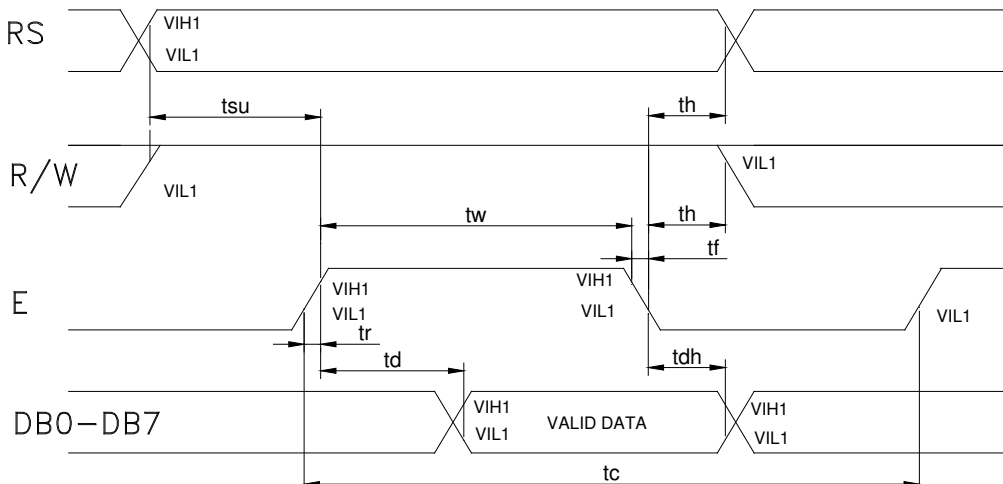 RS
VIH1
VIL1
tsu
th
R/W
VIL1
VIL1
tw
th
tf
E
VIH1
VIL1
VIH1
VIL1
VIL1
tr
td
tdh
DB0-DB7
VIH1
VIL1
VALID DATA
VIH1
VIL1
tc